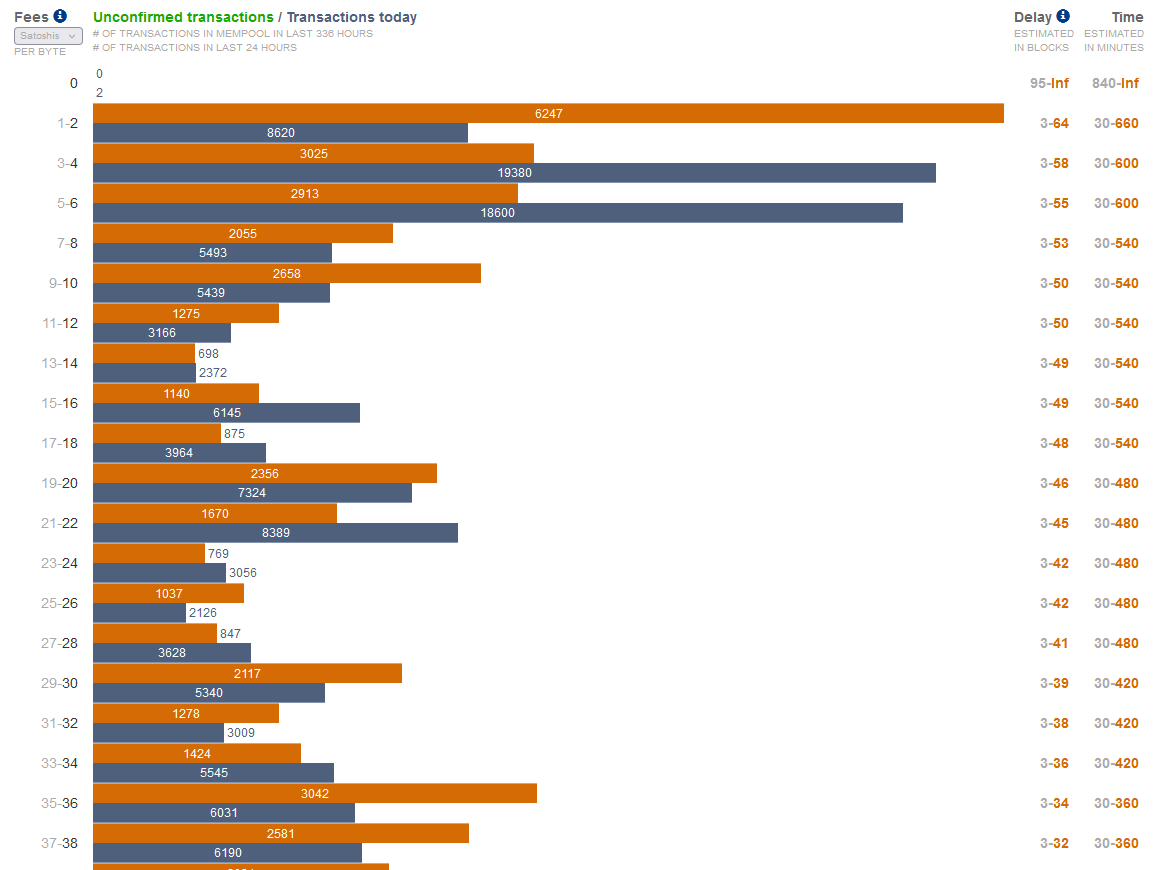 Fees Unconfirmed transactions / Transactions today Delay Time
Satoshis # OF TRANSACTIONS IN MEMPOOL IN LAST 336 HOURS ESTIMATED ESTIMATED
PER BYTE # OF TRANSACTIONS IN LAST 24 HOURS IN BLOCKS IN MINUTES
0
0 95-Inf 840-Inf
2
6247
1-2 3-64 30-660
8620
3025
3-4 3-58 30-600
19380
2913
5-6 3-55 30-600
18600
2055
7-8 3-53 30-540
5493
2658
9-10 3-50 30-540
5439
1275
11-12 3-50 30-540
3166
698
13-14 3-49 30-540
2372
1140
15-16 3-49 30-540
6145
875
17-18 3-48 30-540
3964
2356
19-20 3-46 30-480
7324
1670
21-22 3-45 30-480
8389
769
23-24 3-42 30-480
3056
1037
25-26 3-42 30-480
2126
847
27-28 3-41 30-480
3628
2117
29-30 3-39 30-420
5340
1278
31-32 3-38 30-420
3009
1424
33-34 3-36 30-420
5545
3042
35-36 3-34 30-360
6031
2581
37-38 3-32 30-360
6190